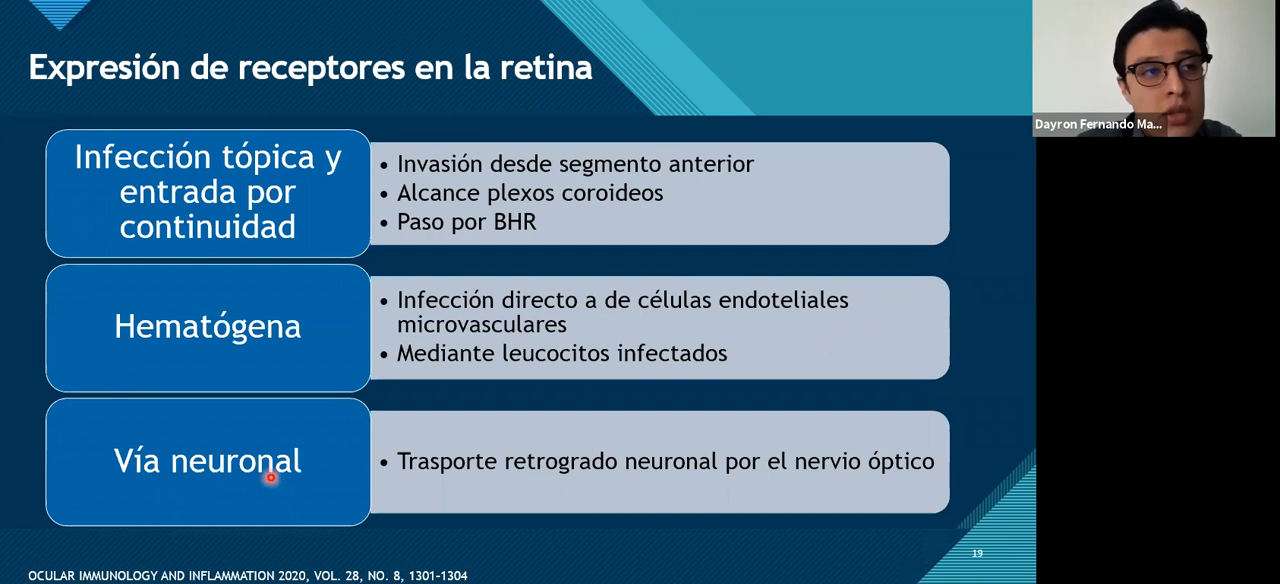 Expresión de receptores en la retina
Dayron Fernando Ma...
Infección tópica y
entrada por
continuidad
• Invasión desde segmento anterior
• Alcance plexos coroideos
• Paso por BHR
Hematógena
• Infección directo a de células endoteliales
microvasculares
• Mediante leucocitos infectados
Vía neuronal
• Trasporte retrogrado neuronal por el nervio óptico
19
OCULAR IMMUNOLOGY AND INFLAMMATION 2020, VOL. 28, NO. 8, 1301–1304